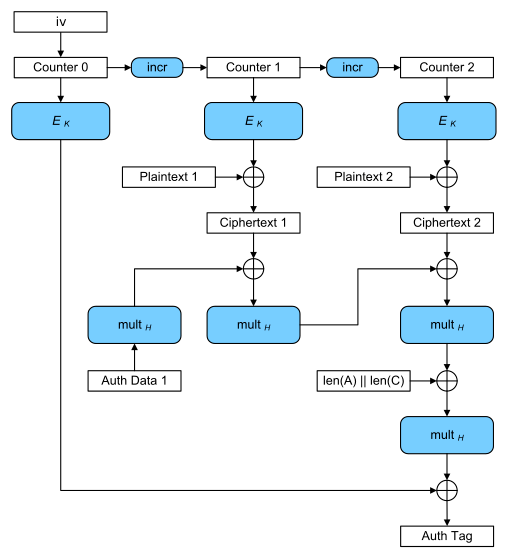 iv
Counter 0
incr
Counter 1
incr
Counter 2
E K
E K
E K
Plaintext 1
Plaintext 2
Ciphertext 1
Ciphertext 2
mult H
mult H
mult H
Auth Data 1
len(A) || len(C)
mult H
Auth Tag